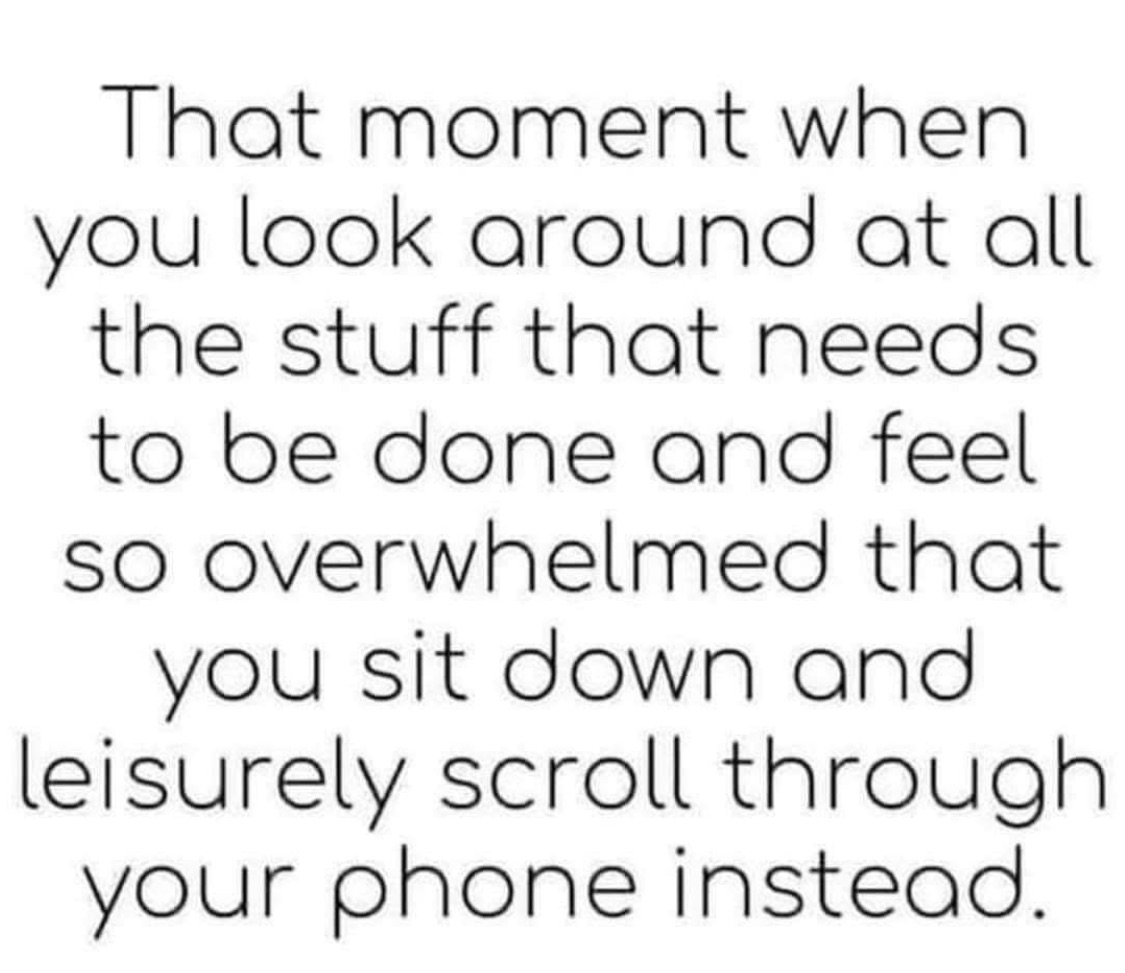 That moment when
you look around at all
the stuff that needs
to be done and feel
so overwhelmed that
you sit down and
leisurely scroll through
your phone instead.